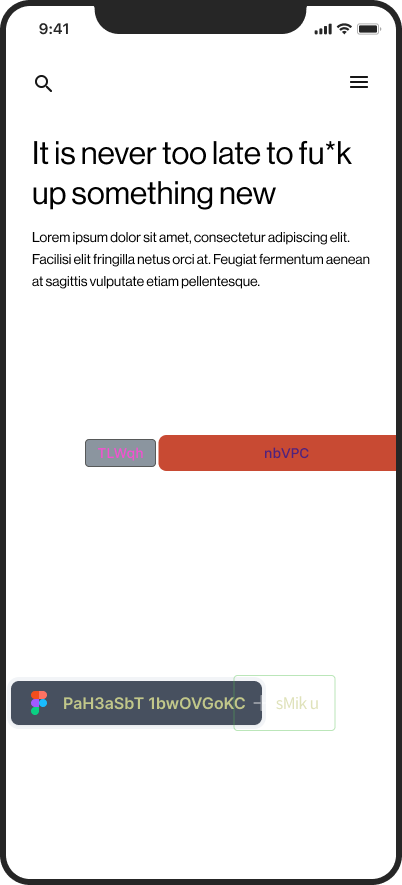 9:41
It is never too late to fu*k
up something new
Lorem ipsum dolor sit amet, consectetur adipiscing elit.
Facilisi elit fringilla netus orci at. Feugiat fermentum aenean
at sagittis vulputate etiam pellentesque.
nbVPC
PaH3aSbT 1bwOVGoKC
sMik u